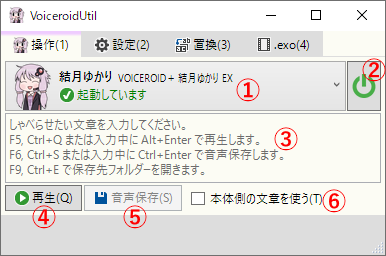 VoiceroidUtil
操作(1) 設定(2) 置換(3) .exo(4)
結月ゆかり VOICEROID＋ 結月ゆかり EX
起動しています ① ②
しゃべらせたい文章を入力してください。
F5, Ctrl+Q または入力中に Alt+Enter で再生します。 ③
F6, Ctrl+S または入力中に Ctrl+Enter で音声保存します。
F9, Ctrl+E で保存先フォルダーを開きます。
再生(Q) 音声保存(S) 本体側の文章を使う(T) ⑥
④ ⑤